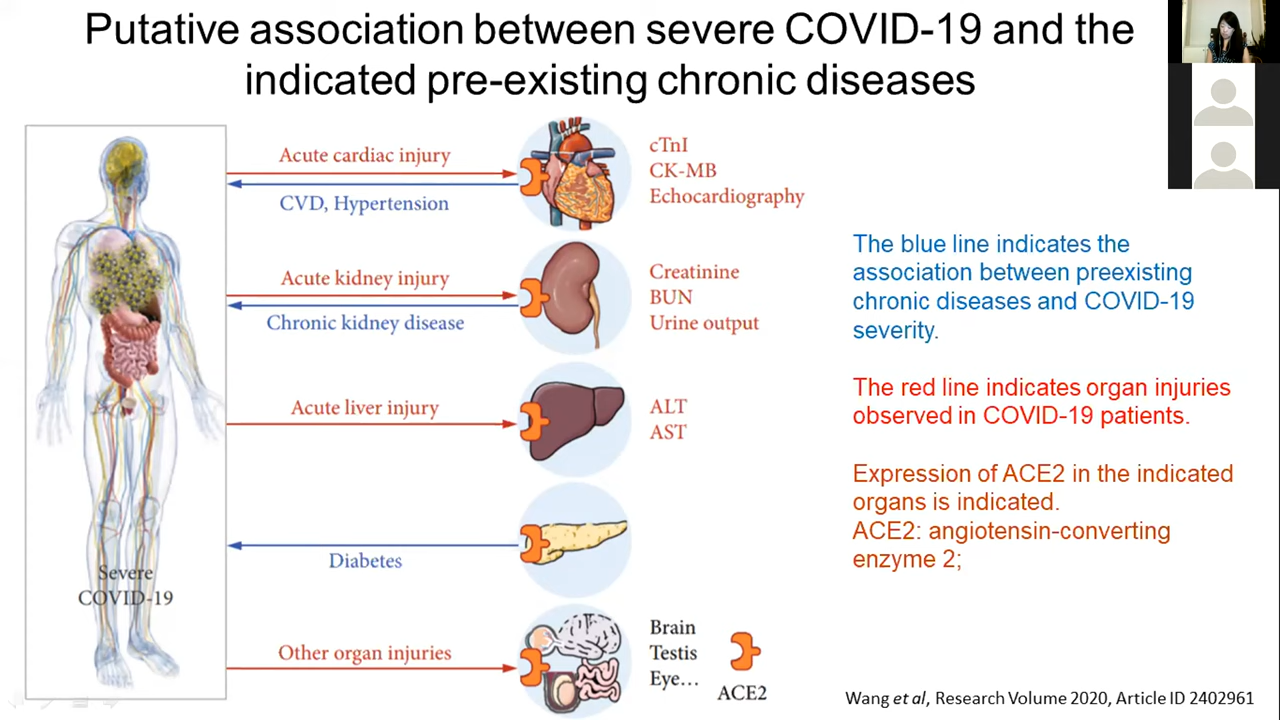 Putative association between severe COVID-19 and the
indicated pre-existing chronic diseases
Acute cardiac injury
CVD, Hypertension
cTnI
CK-MB
Echocardiography
Acute kidney injury
Chronic kidney disease
Creatinine
BUN
Urine output
Acute liver injury
ALT
AST
Diabetes
Severe
COVID-19
Other organ injuries
Brain
Testis
Eye…
ACE2
The blue line indicates the
association between preexisting
chronic diseases and COVID-19
severity.
The red line indicates organ injuries
observed in COVID-19 patients.
Expression of ACE2 in the indicated
organs is indicated.
ACE2: angiotensin-converting
enzyme 2;
Wang et al, Research Volume 2020, Article ID 2402961